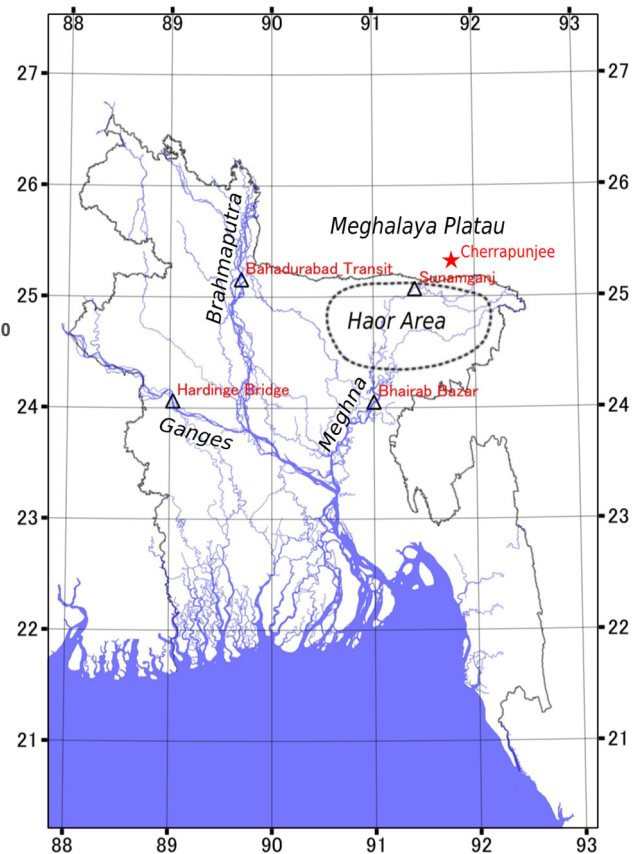 88 89 90 91 92 93
27 27
26 26
Brahmaputra
Meghalaya Platau
Cherrapunjee
Bahadurabad Transit
Sunamganj
25 25
Haor Area
0
Hardinge Bridge
Bhairab Bazar
24 24
Meghna
Ganges
23 23
22 22
21 21
88 89 90 91 92 93